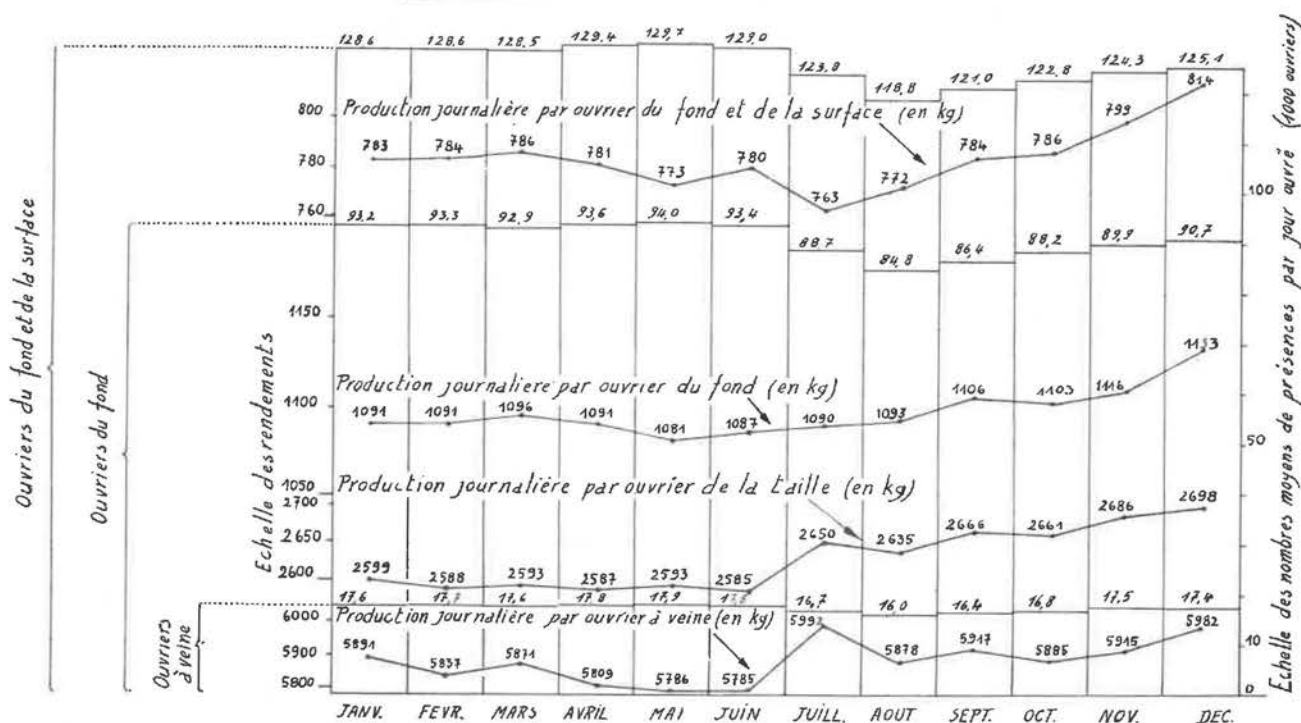 128.6 128.6 128.5 129.4 129.7 129.0 123.8 118.8 121.0 122.8 124.3 125.1
Production journalière par ouvrier du fond et de la surface (en kg)
783 784 786 781 773 780 763 772 784 786 799 814
800
780
760
93.2 93.3 92.9 93,6 94.0 93.4 88.7 84.8 86,4 88,2 89,9 90,7
1150
1100
1050
Production journalière par ouvrier du fond (en kg)
1091 1091 1096 1091 1081 1087 1090 1093 1106 1103 1116
Production journalière par ouvrier de la taille (en kg)
2700
2650
2600
2599 2588 2593 2587 2593 2585 2650 2635 2666 2661 2686 2698
17,6 17,7 17,6 17,8 17,9 16,7 16.0 16.4 16,8 17,5 17.4
Production journalière par ouvrier à veine (en kg)
6000
5900
5800
5891 5837 5871 5809 5786 5785 5992 5878 5917 5885 5915 5982
JANV. FEVR. MARS AVRIL MAI JUIN JUILL. AOUT SEPT. OCT. NOV. DEC.
Ouvriers du fond et de la surface
Ouvriers du fond
Ouvriers
à veine
Echelle des rendements
100
50
10
0
Echelle des nombres moyens de présences par jour ouvré (1000 ouvriers)